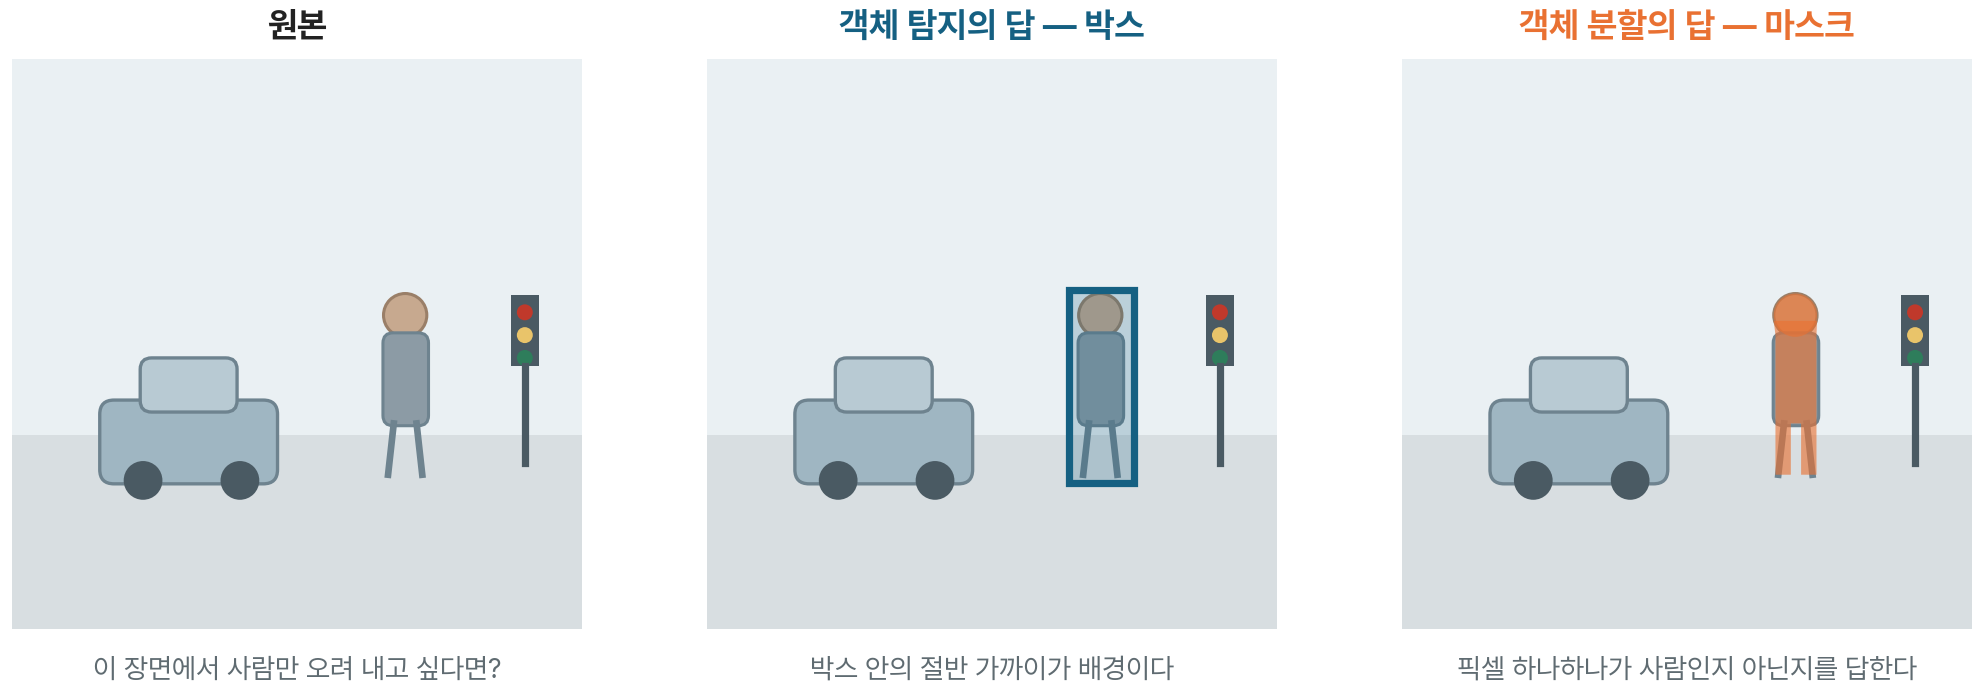 원본
객체 탐지의 답 — 박스
객체 분할의 답 — 마스크
이 장면에서 사람만 오려 내고 싶다면?
박스 안의 절반 가까이가 배경이다
픽셀 하나하나가 사람인지 아닌지를 답한다